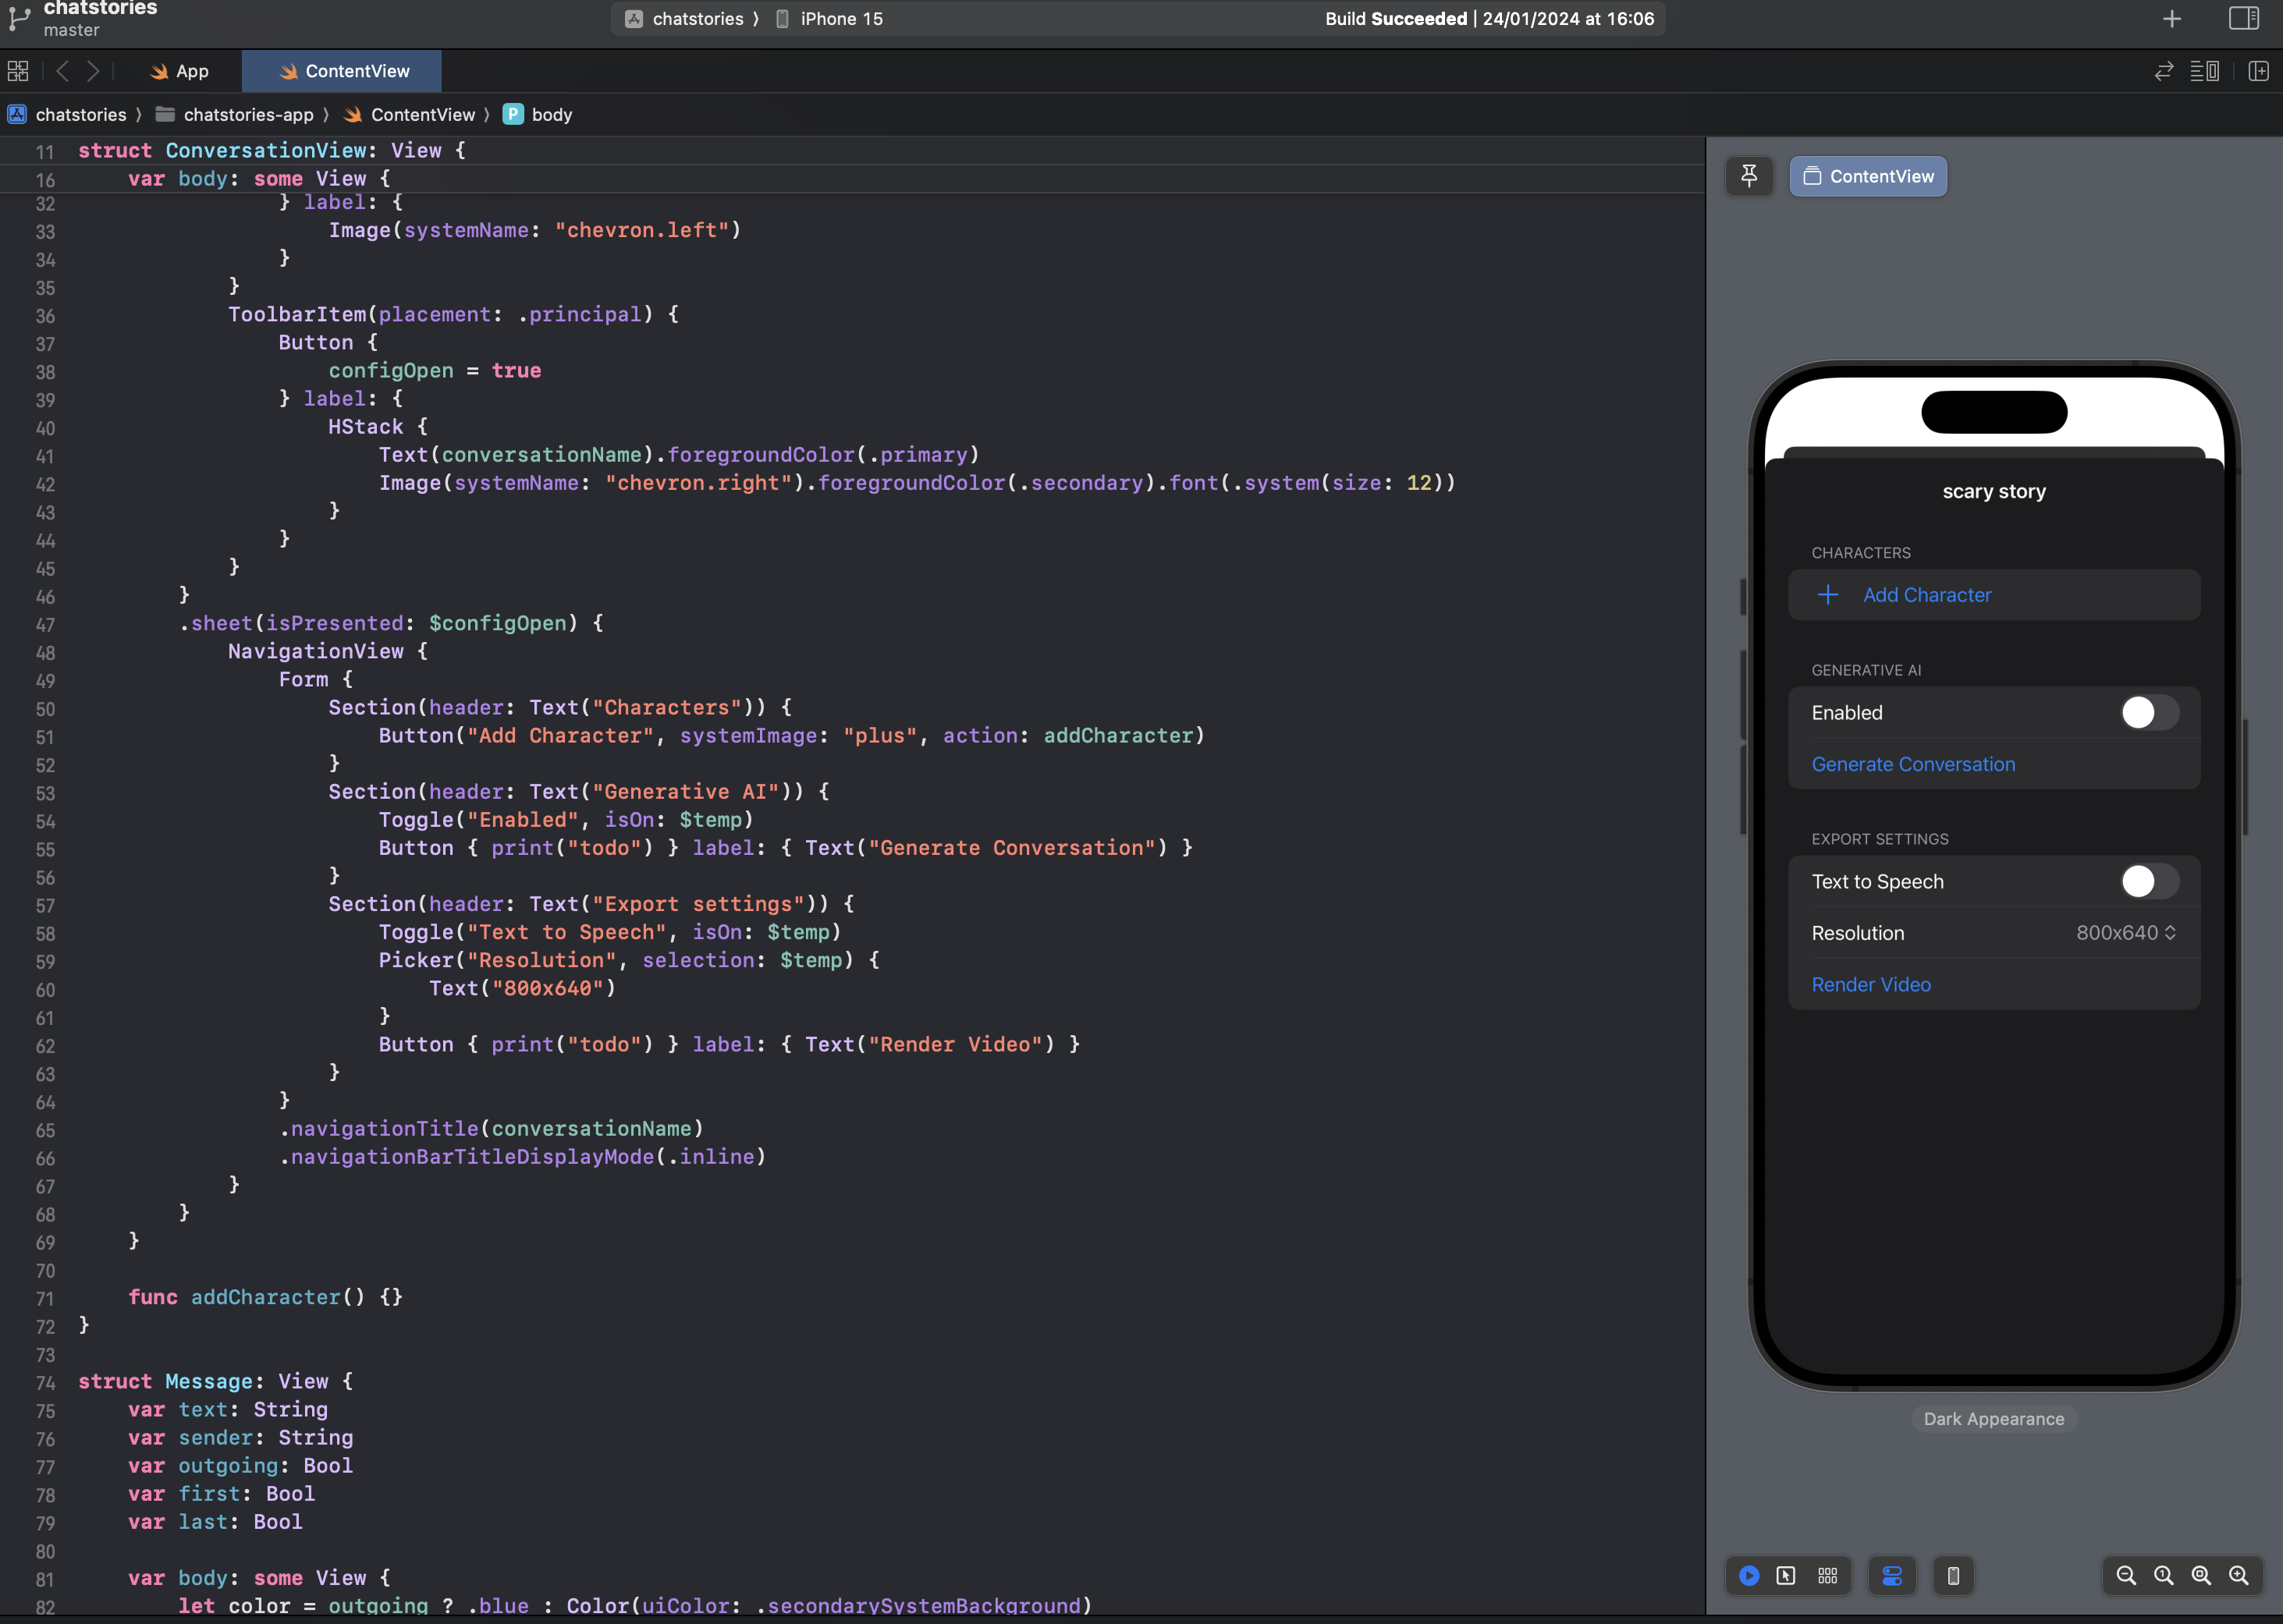 chatstories
master
chatstories ⟩ iPhone 15
Build Succeeded | 24/01/2024 at 16:06
App
ContentView
chatstories ⟩ chatstories-app ⟩ ContentView ⟩ P body
11 struct ConversationView: View {
16     var body: some View {
32                 } label: {
33                     Image(systemName: "chevron.left")
34                 }
35             }
36             ToolbarItem(placement: .principal) {
37                 Button {
38                     configOpen = true
39                 } label: {
40                     HStack {
41                         Text(conversationName).foregroundColor(.primary)
42                         Image(systemName: "chevron.right").foregroundColor(.secondary).font(.system(size: 12))
43                     }
44                 }
45             }
46         }
47         .sheet(isPresented: $configOpen) {
48             NavigationView {
49                 Form {
50                     Section(header: Text("Characters")) {
51                         Button("Add Character", systemImage: "plus", action: addCharacter)
52                     }
53                     Section(header: Text("Generative AI")) {
54                         Toggle("Enabled", isOn: $temp)
55                         Button { print("todo") } label: { Text("Generate Conversation") }
56                     }
57                     Section(header: Text("Export settings")) {
58                         Toggle("Text to Speech", isOn: $temp)
59                         Picker("Resolution", selection: $temp) {
60                             Text("800x640")
61                         }
62                         Button { print("todo") } label: { Text("Render Video") }
63                     }
64                 }
65                 .navigationTitle(conversationName)
66                 .navigationBarTitleDisplayMode(.inline)
67             }
68         }
69     }
70
71     func addCharacter() {}
72 }
73
74 struct Message: View {
75     var text: String
76     var sender: String
77     var outgoing: Bool
78     var first: Bool
79     var last: Bool
80
81     var body: some View {
82         let color = outgoing ? .blue : Color(uiColor: .secondarySystemBackground)
ContentView
scary story
CHARACTERS
Add Character
GENERATIVE AI
Enabled
Generate Conversation
EXPORT SETTINGS
Text to Speech
Resolution 800x640
Render Video
Dark Appearance